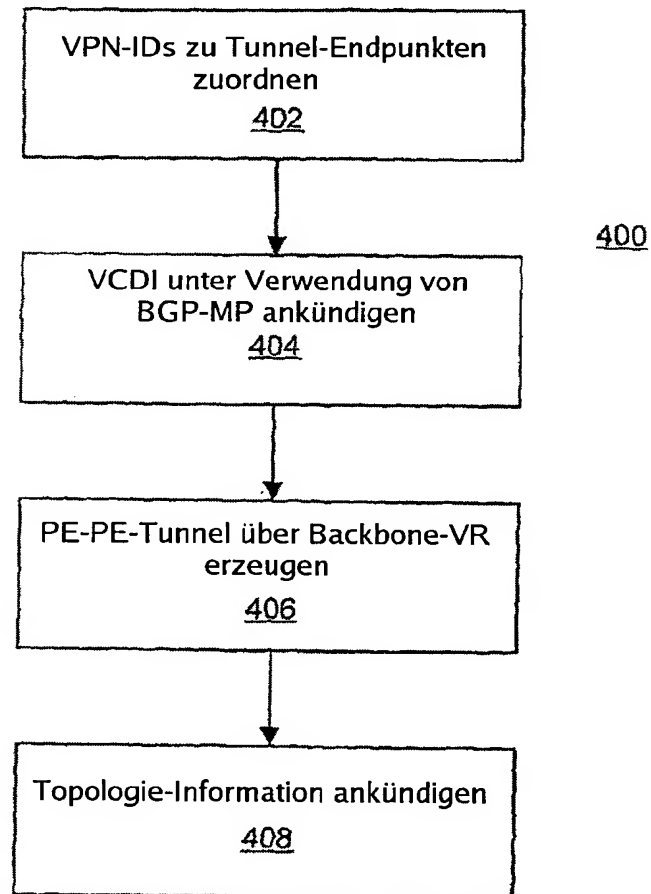 VPN-IDs zu Tunnel-Endpunkten
zuordnen
402
400
VCDI unter Verwendung von
BGP-MP ankündigen
404
PE-PE-Tunnel über Backbone-VR
erzeugen
406
Topologie-Information ankündigen
408